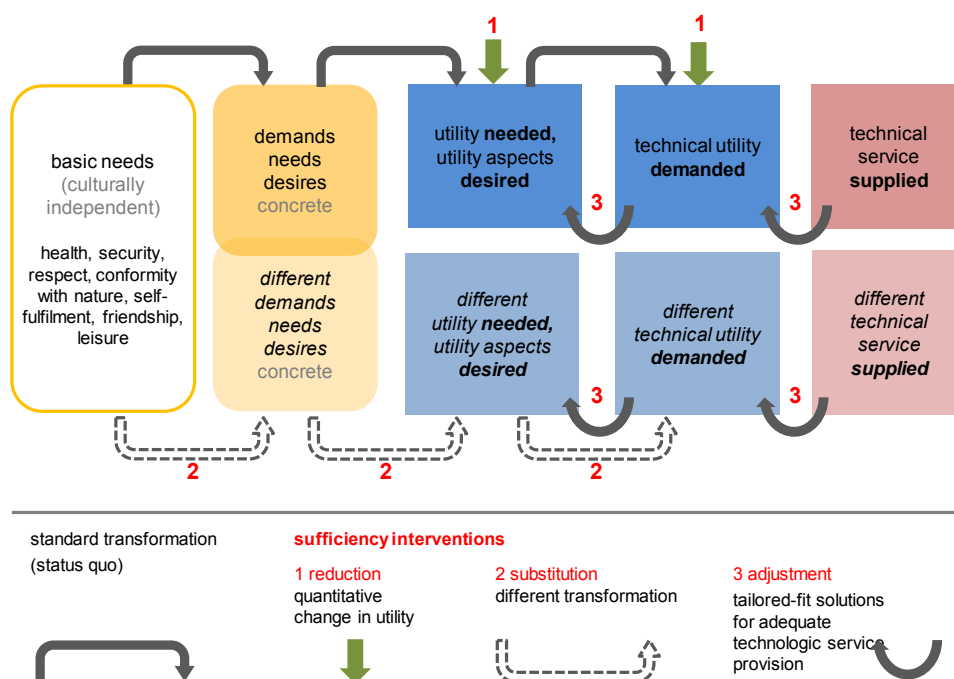 1
1
basic needs
(culturally
independent)
health, security,
respect, conformity
with nature, self-
fulfilment, friendship,
leisure
demands
needs
desires
concrete
utility needed,
utility aspects
desired
technical utility
demanded
technical
service
supplied
3
3
different
demands
needs
desires
concrete
different
utility needed,
utility aspects
desired
different
technical utility
demanded
different
technical
service
supplied
3
3
2
2
2
standard transformation
(status quo)
sufficiency interventions
1 reduction
quantitative
change in utility
2 substitution
different transformation
3 adjustment
tailored-fit solutions
for adequate
technologic service
provision